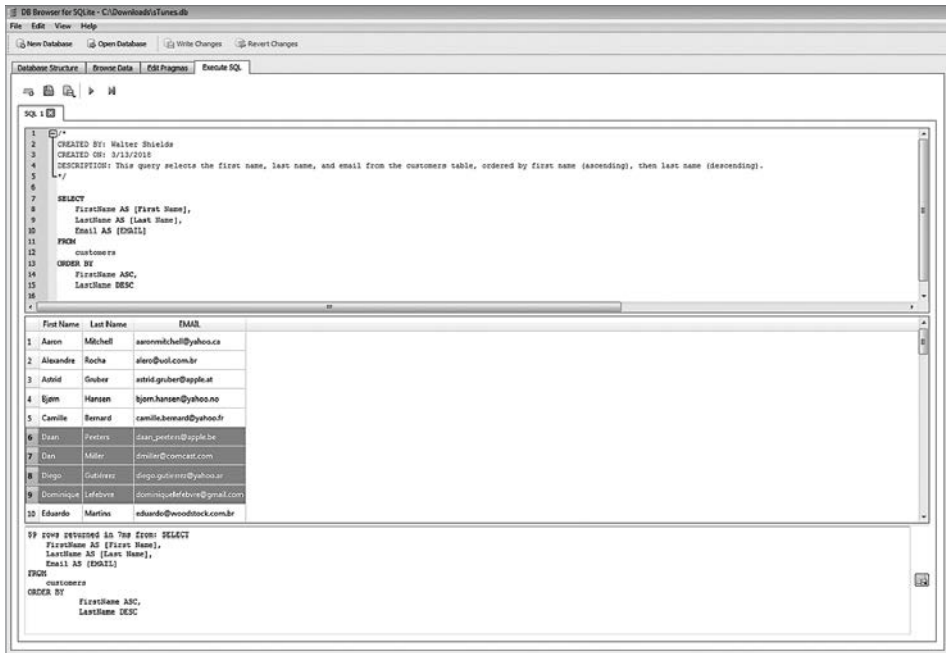 DB Browser for SQLite - C:\Downloads\sTunes.db
File Edit View Help
New Database Open Database Write Changes Revert Changes
Database Structure Browse Data Edit Pragmas Execute SQL
SQL 1
1 /*
2 CREATED BY: Walter Shields
3 CREATED ON: 3/13/2018
4 DESCRIPTION: This query selects the first name, last name, and email from the customers table, ordered by first name (ascending), then last name (descending).
5 */
6
7 SELECT
8 FirstName AS [First Name],
9 LastName AS [Last Name],
10 Email AS [EMAIL]
11 FROM
12 customers
13 ORDER BY
14 FirstName ASC,
15 LastName DESC
16
First Name Last Name EMAIL
1 Aaron Mitchell aaronmitchell@yahoo.ca
2 Alexandre Rocha alero@uol.com.br
3 Astrid Gruber astrid.gruber@apple.at
4 Bjørn Hansen bjorn.hansen@yahoo.no
5 Camille Bernard camille.bernard@yahoo.fr
6 Daan Peeters daan_peeters@apple.be
7 Dan Miller dmiller@comcast.com
8 Diego Gutiérrez diego.gutierrez@yahoo.ar
9 Dominique Lefebvre dominiquelefebvre@gmail.com
10 Eduardo Martins eduardo@woodstock.com.br
59 rows returned in 7ms from: SELECT
FirstName AS [First Name],
LastName AS [Last Name],
Email AS [EMAIL]
FROM
customers
ORDER BY
FirstName ASC,
LastName DESC